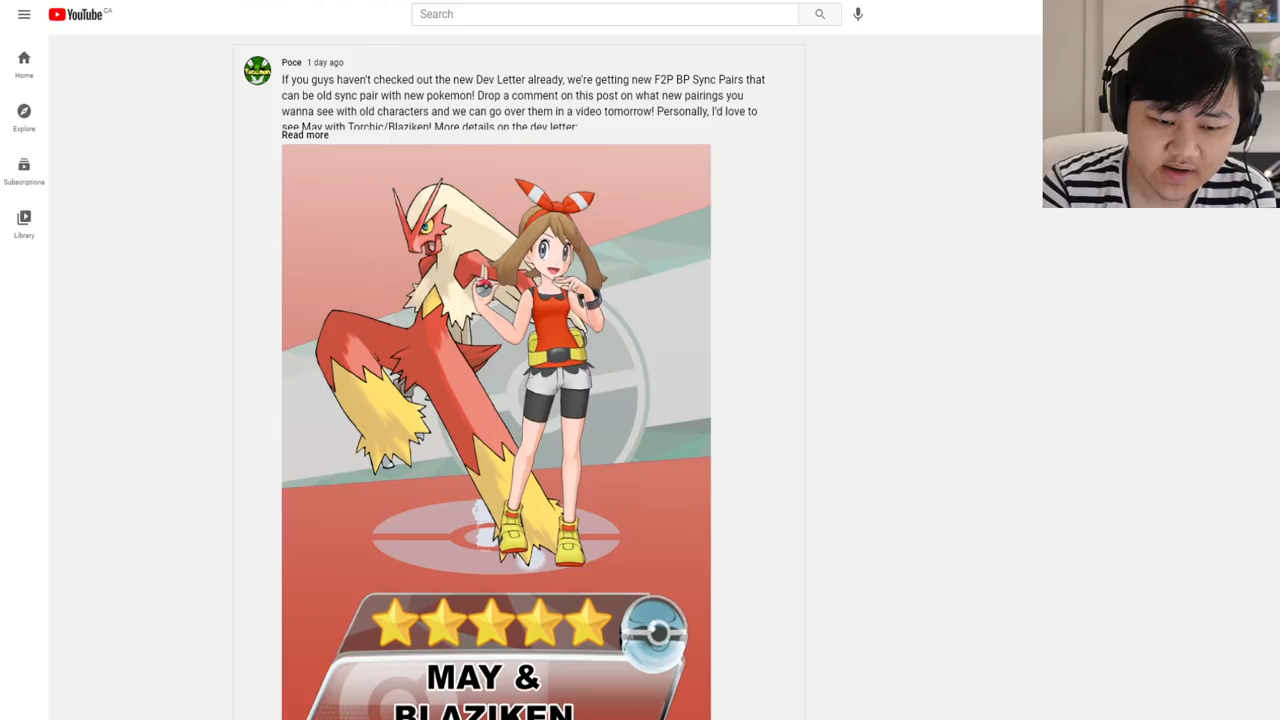 YouTube CA
Search
Home
Explore
Subscriptions
Library
Poce 1 day ago
If you guys haven't checked out the new Dev Letter already, we're getting new F2P BP Sync Pairs that
can be old sync pair with new pokemon! Drop a comment on this post on what new pairings you
wanna see with old characters and we can go over them in a video tomorrow! Personally, I'd love to
see May with Torchic/Blaziken! More details on the dev letter:
Read more
MAY &
BLAZIKEN